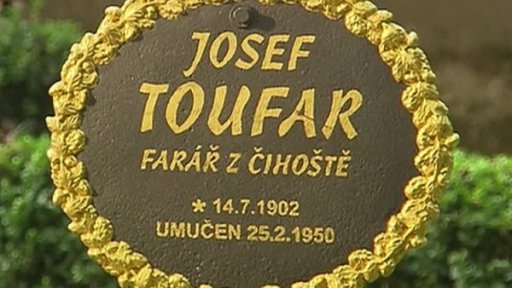 JOSEF
TOUFAR
FARÁŘ Z ČIHOŠTĚ
* 14.7.1902
UMUČEN 25.2.1950